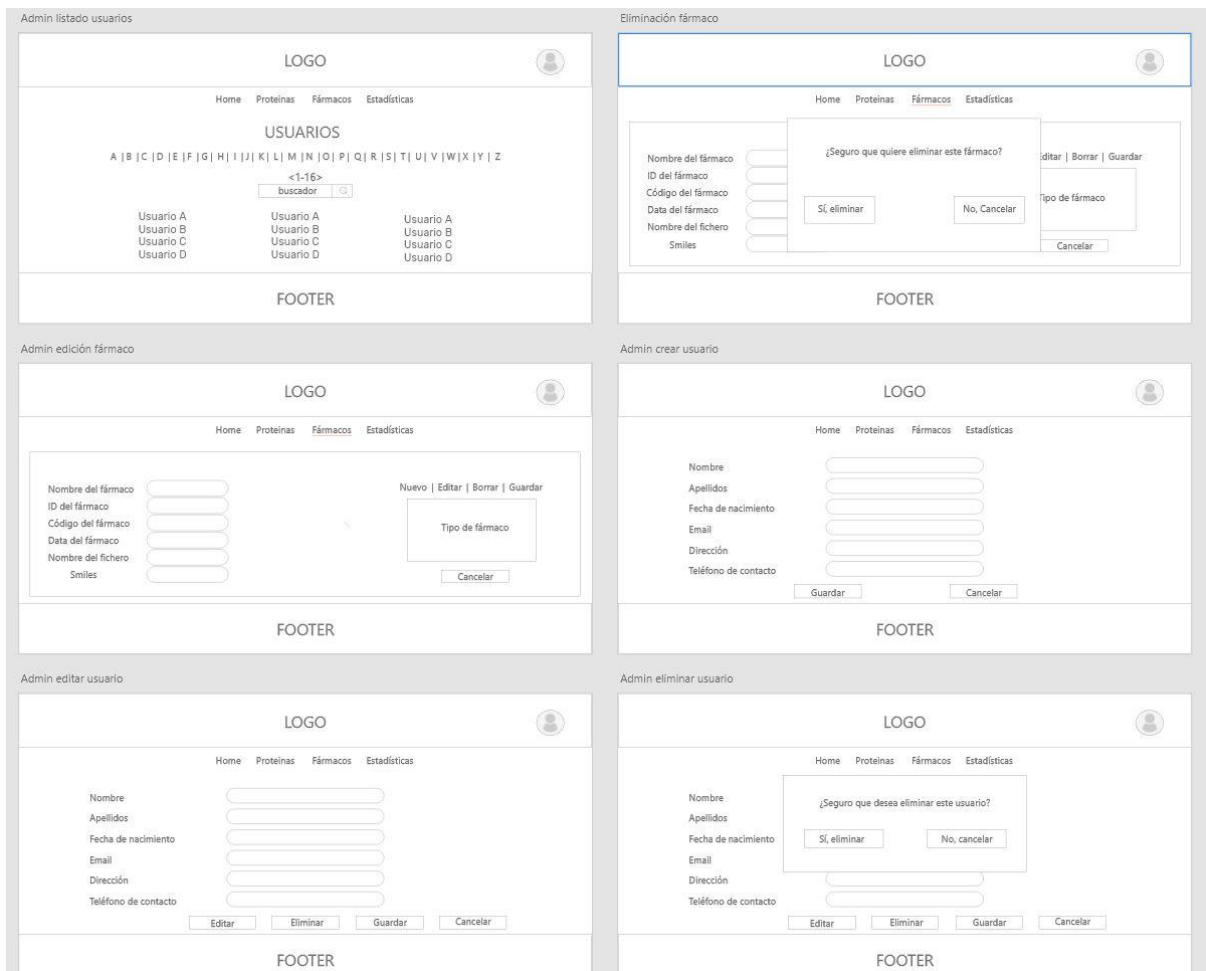 Admin listado usuarios
LOGO
Home Proteinas Fármacos Estadísticas
USUARIOS
A |B |C |D |E |F |G| H| I |J| K| L| M |N |O| P| Q| R |S| T| U| V |W|X |Y | Z
<1-16>
buscador
Usuario A Usuario A Usuario A
Usuario B Usuario B Usuario B
Usuario C Usuario C Usuario C
Usuario D Usuario D Usuario D
FOOTER
Eliminación fármaco
LOGO
Home Proteinas Fármacos Estadísticas
¿Seguro que quiere eliminar este fármaco?
Sí, eliminar No, Cancelar
Nombre del fármaco
ID del fármaco
Código del fármaco
Data del fármaco
Nombre del fichero
Smiles
ditar | Borrar | Guardar
Tipo de fármaco
Cancelar
FOOTER
Admin edición fármaco
LOGO
Home Proteinas Fármacos Estadísticas
Nombre del fármaco
ID del fármaco
Código del fármaco
Data del fármaco
Nombre del fichero
Smiles
Nuevo | Editar | Borrar | Guardar
Tipo de fármaco
Cancelar
FOOTER
Admin crear usuario
LOGO
Home Proteinas Fármacos Estadísticas
Nombre
Apellidos
Fecha de nacimiento
Email
Dirección
Teléfono de contacto
Guardar Cancelar
FOOTER
Admin editar usuario
LOGO
Home Proteinas Fármacos Estadísticas
Nombre
Apellidos
Fecha de nacimiento
Email
Dirección
Teléfono de contacto
Editar Eliminar Guardar Cancelar
FOOTER
Admin eliminar usuario
LOGO
Home Proteinas Fármacos Estadísticas
¿Seguro que desea eliminar este usuario?
Sí, eliminar No, cancelar
Nombre
Apellidos
Fecha de nacimiento
Email
Dirección
Teléfono de contacto
Editar Eliminar Guardar Cancelar
FOOTER